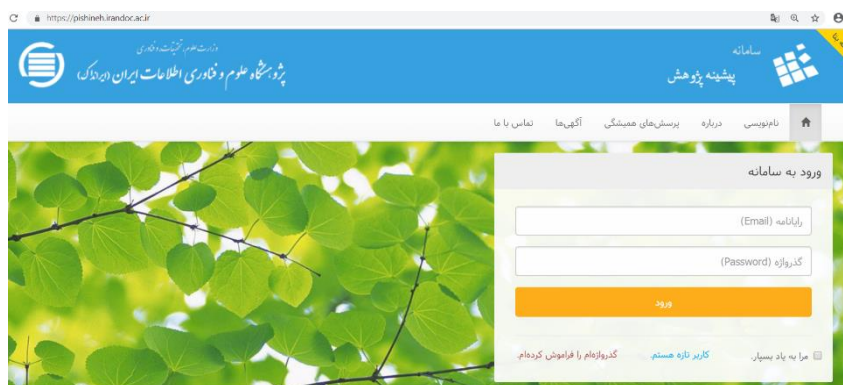 https://pishineh.irandoc.ac.ir
سامانه
پیشینه پژوهش
وزارت علوم، تحقیقات و فناوری
پژوهشگاه علوم و فناوری اطلاعات ایران (ایرانداک)
نام‌نویسی درباره پرسش‌های همیشگی آگهی‌ها تماس با ما
ورود به سامانه
رایانامه (Email)
گذرواژه (Password)
ورود
مرا به یاد بسپار. کاربر تازه هستم. گذرواژه‌ام را فراموش کرده‌ام.